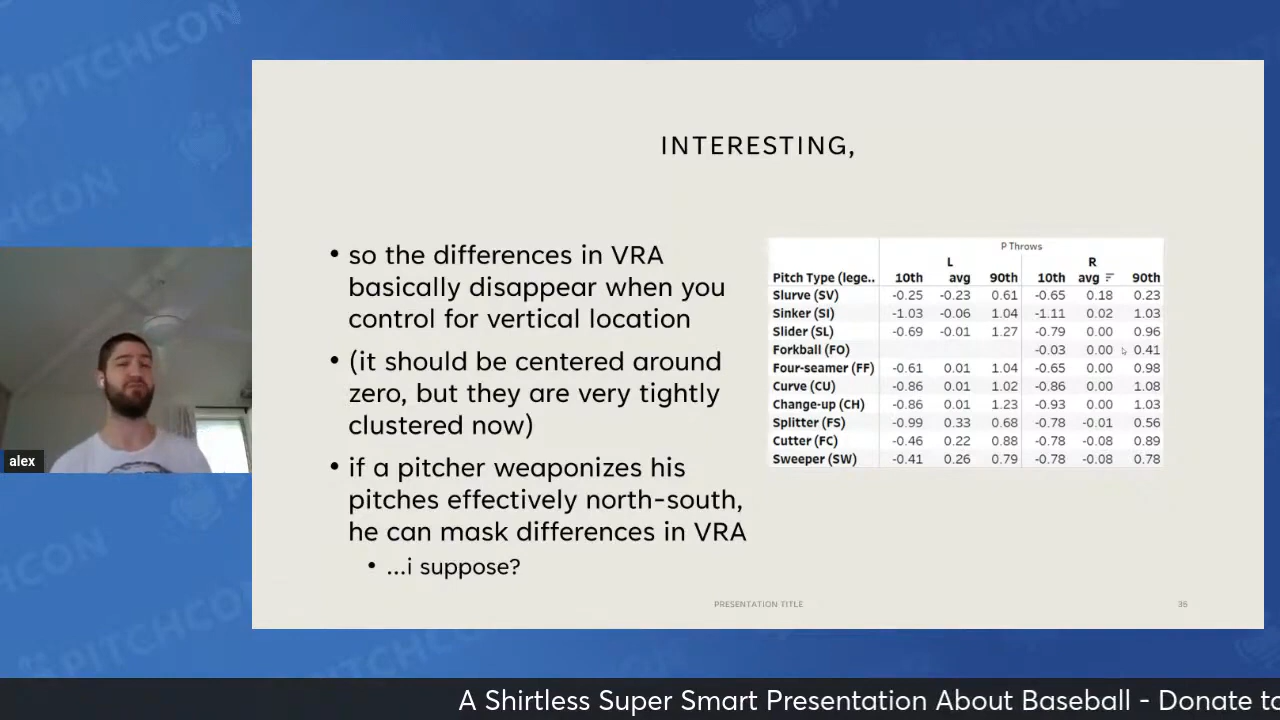 PITCHCON
INTERESTING,
• so the differences in VRA
basically disappear when you
control for vertical location
• (it should be centered around
zero, but they are very tightly
clustered now)
• if a pitcher weaponizes his
pitches effectively north-south,
he can mask differences in VRA
• ...i suppose?
P Throws
L R
Pitch Type (lege.. 10th avg 90th 10th avg 90th
Slurve (SV) -0.25 -0.23 0.61 -0.65 0.18 0.23
Sinker (SI) -1.03 -0.06 1.04 -1.11 0.02 1.03
Slider (SL) -0.69 -0.01 1.27 -0.79 0.00 0.96
Forkball (FO) -0.03 0.00 0.41
Four-seamer (FF) -0.61 0.01 1.04 -0.65 0.00 0.98
Curve (CU) -0.86 0.01 1.02 -0.86 0.00 1.08
Change-up (CH) -0.86 0.01 1.23 -0.93 0.00 1.03
Splitter (FS) -0.99 0.33 0.68 -0.78 -0.01 0.56
Cutter (FC) -0.46 0.22 0.88 -0.78 -0.08 0.89
Sweeper (SW) -0.41 0.26 0.79 -0.78 -0.08 0.78
PRESENTATION TITLE 36
alex
PITCHCON
A Shirtless Super Smart Presentation About Baseball - Donate to